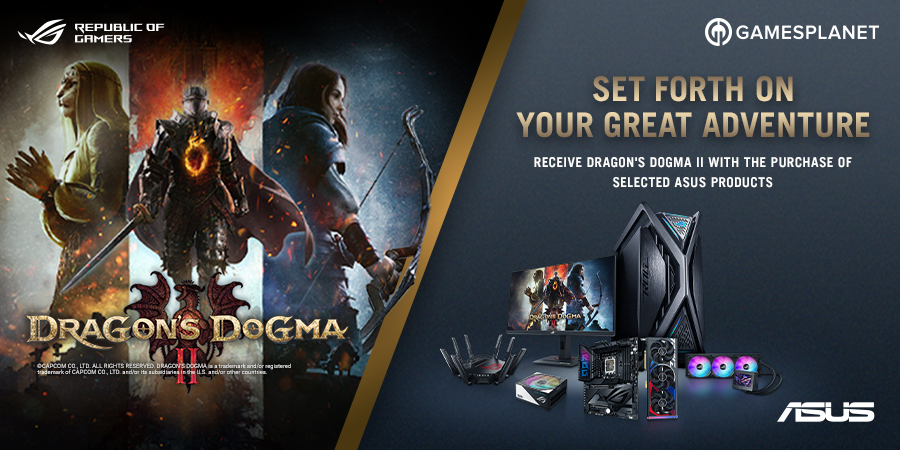 REPUBLIC OF
GAMERS
DRAGON'S DOGMA
II
©CAPCOM CO., LTD. ALL RIGHTS RESERVED. DRAGON'S DOGMA is a trademark and/or registered
trademark of CAPCOM CO., LTD. and/or its subsidiaries in the U.S. and/or other countries.
GAMESPLANET
SET FORTH ON
YOUR GREAT ADVENTURE
RECEIVE DRAGON'S DOGMA II WITH THE PURCHASE OF
SELECTED ASUS PRODUCTS
ASUS